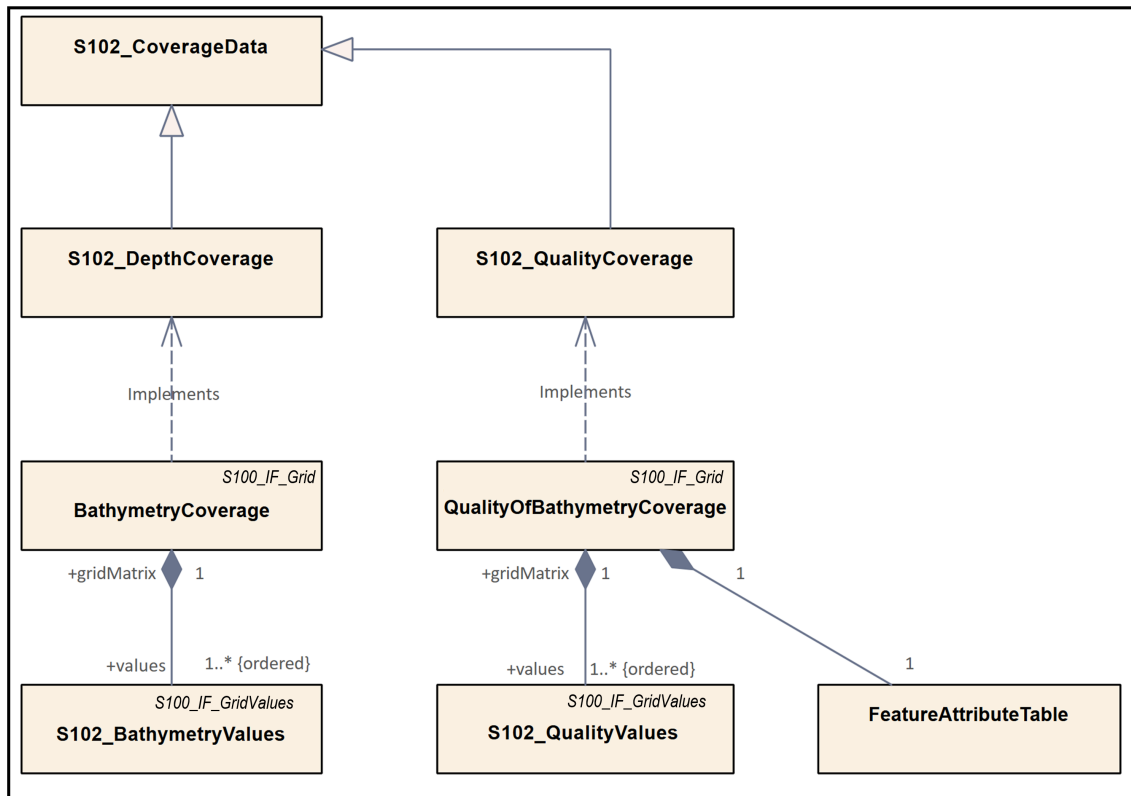 S102_CoverageData
S102_DepthCoverage
S102_QualityCoverage
Implements
Implements
S100_IF_Grid
BathymetryCoverage
S100_IF_Grid
QualityOfBathymetryCoverage
+gridMatrix 1
+gridMatrix 1
1
+values 1..* {ordered}
+values 1..* {ordered}
1
S100_IF_GridValues
S102_BathymetryValues
S100_IF_GridValues
S102_QualityValues
FeatureAttributeTable